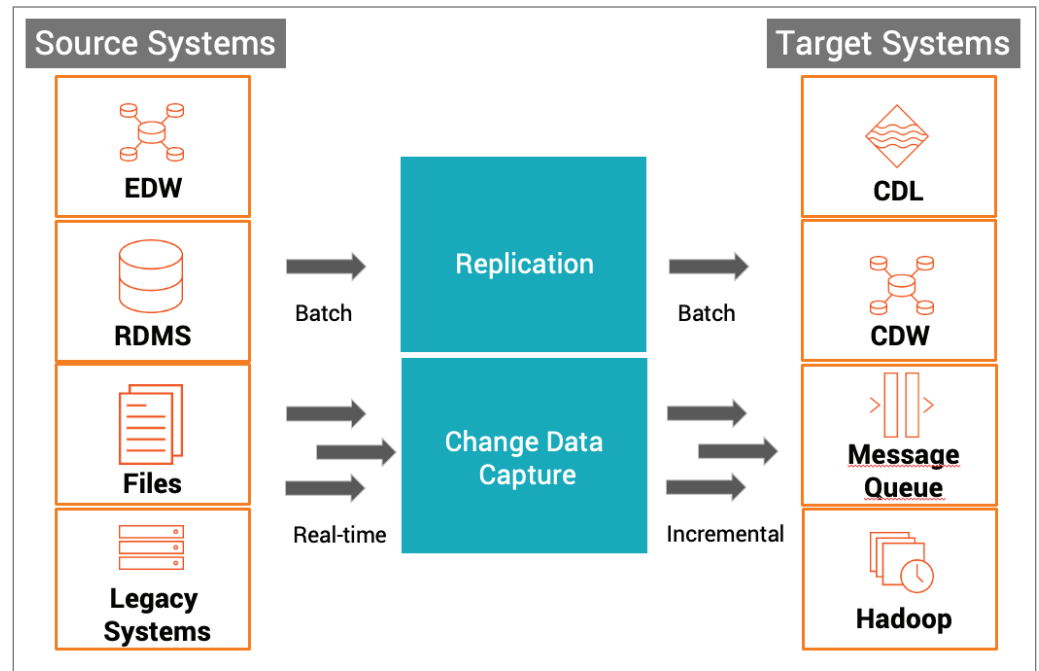 Source Systems
EDW
RDMS
Files
Legacy
Systems
Batch
Real-time
Replication
Change Data
Capture
Batch
Incremental
Target Systems
CDL
CDW
Message
Queue
Hadoop